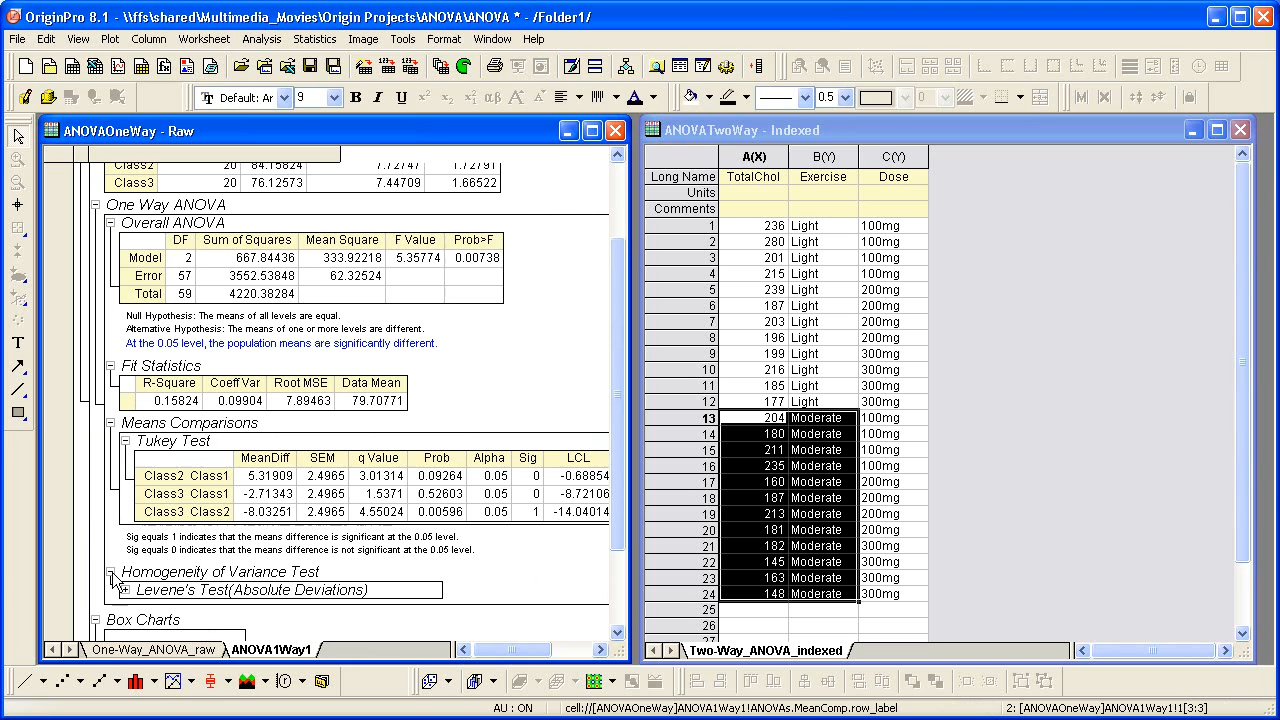 OriginPro 8.1 - \\ffs\shared\Multimedia_Movies\Origin Projects\ANOVA\ANOVA * - /Folder1/
File Edit View Plot Column Worksheet Analysis Statistics Image Tools Format Window Help
Default: Ar 9 B I U αβ A A A 0.5 0
ANOVAOneWay - Raw
Class2 20 84.15824 7.72747 1.72791
Class3 20 76.12573 7.44709 1.66522
One Way ANOVA
Overall ANOVA
DF Sum of Squares Mean Square F Value Prob>F
Model 2 667.84436 333.92218 5.35774 0.00738
Error 57 3552.53848 62.32524
Total 59 4220.38284
Null Hypothesis: The means of all levels are equal.
Alternative Hypothesis: The means of one or more levels are different.
At the 0.05 level, the population means are significantly different.
Fit Statistics
R-Square Coeff Var Root MSE Data Mean
0.15824 0.09904 7.89463 79.70771
Means Comparisons
Tukey Test
MeanDiff SEM q Value Prob Alpha Sig LCL
Class2 Class1 5.31909 2.4965 3.01314 0.09264 0.05 0 -0.68854
Class3 Class1 -2.71343 2.4965 1.5371 0.52603 0.05 0 -8.72106
Class3 Class2 -8.03251 2.4965 4.55024 0.00596 0.05 1 -14.04014
Sig equals 1 indicates that the means difference is significant at the 0.05 level.
Sig equals 0 indicates that the means difference is not significant at the 0.05 level.
Homogeneity of Variance Test
Levene's Test(Absolute Deviations)
Box Charts
One-Way_ANOVA_raw ANOVA1Way1
ANOVATwoWay - Indexed
A(X) B(Y) C(Y)
Long Name TotalChol Exercise Dose
Units
Comments
1 236 Light 100mg
2 280 Light 100mg
3 201 Light 100mg
4 215 Light 100mg
5 239 Light 200mg
6 187 Light 200mg
7 203 Light 200mg
8 196 Light 200mg
9 199 Light 300mg
10 216 Light 300mg
11 185 Light 300mg
12 177 Light 300mg
13 204 Moderate 100mg
14 180 Moderate 100mg
15 211 Moderate 100mg
16 235 Moderate 100mg
17 160 Moderate 200mg
18 187 Moderate 200mg
19 213 Moderate 200mg
20 181 Moderate 200mg
21 182 Moderate 300mg
22 145 Moderate 300mg
23 163 Moderate 300mg
24 148 Moderate 300mg
25
26
27
Two-Way_ANOVA_indexed
AU : ON cell://[ANOVAOneWay]ANOVA1Way1!ANOVAs.MeanComp.row_label 2: [ANOVAOneWay]ANOVA1Way1!1[3:3]